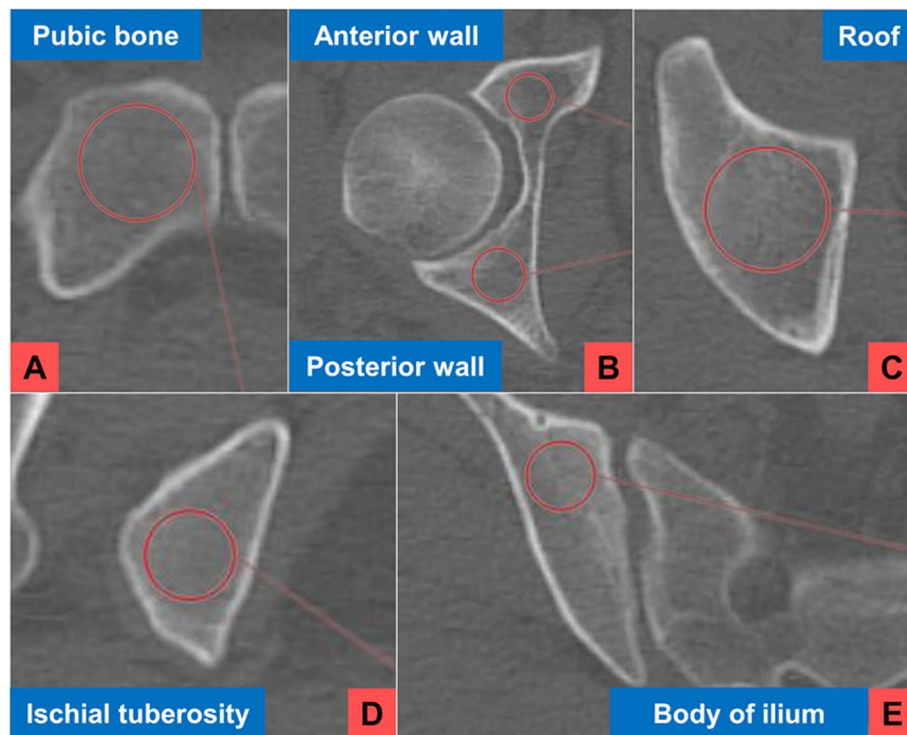 Pubic bone
A
Anterior wall
Posterior wall
B
Roof
C
Ischial tuberosity
D
Body of ilium
E